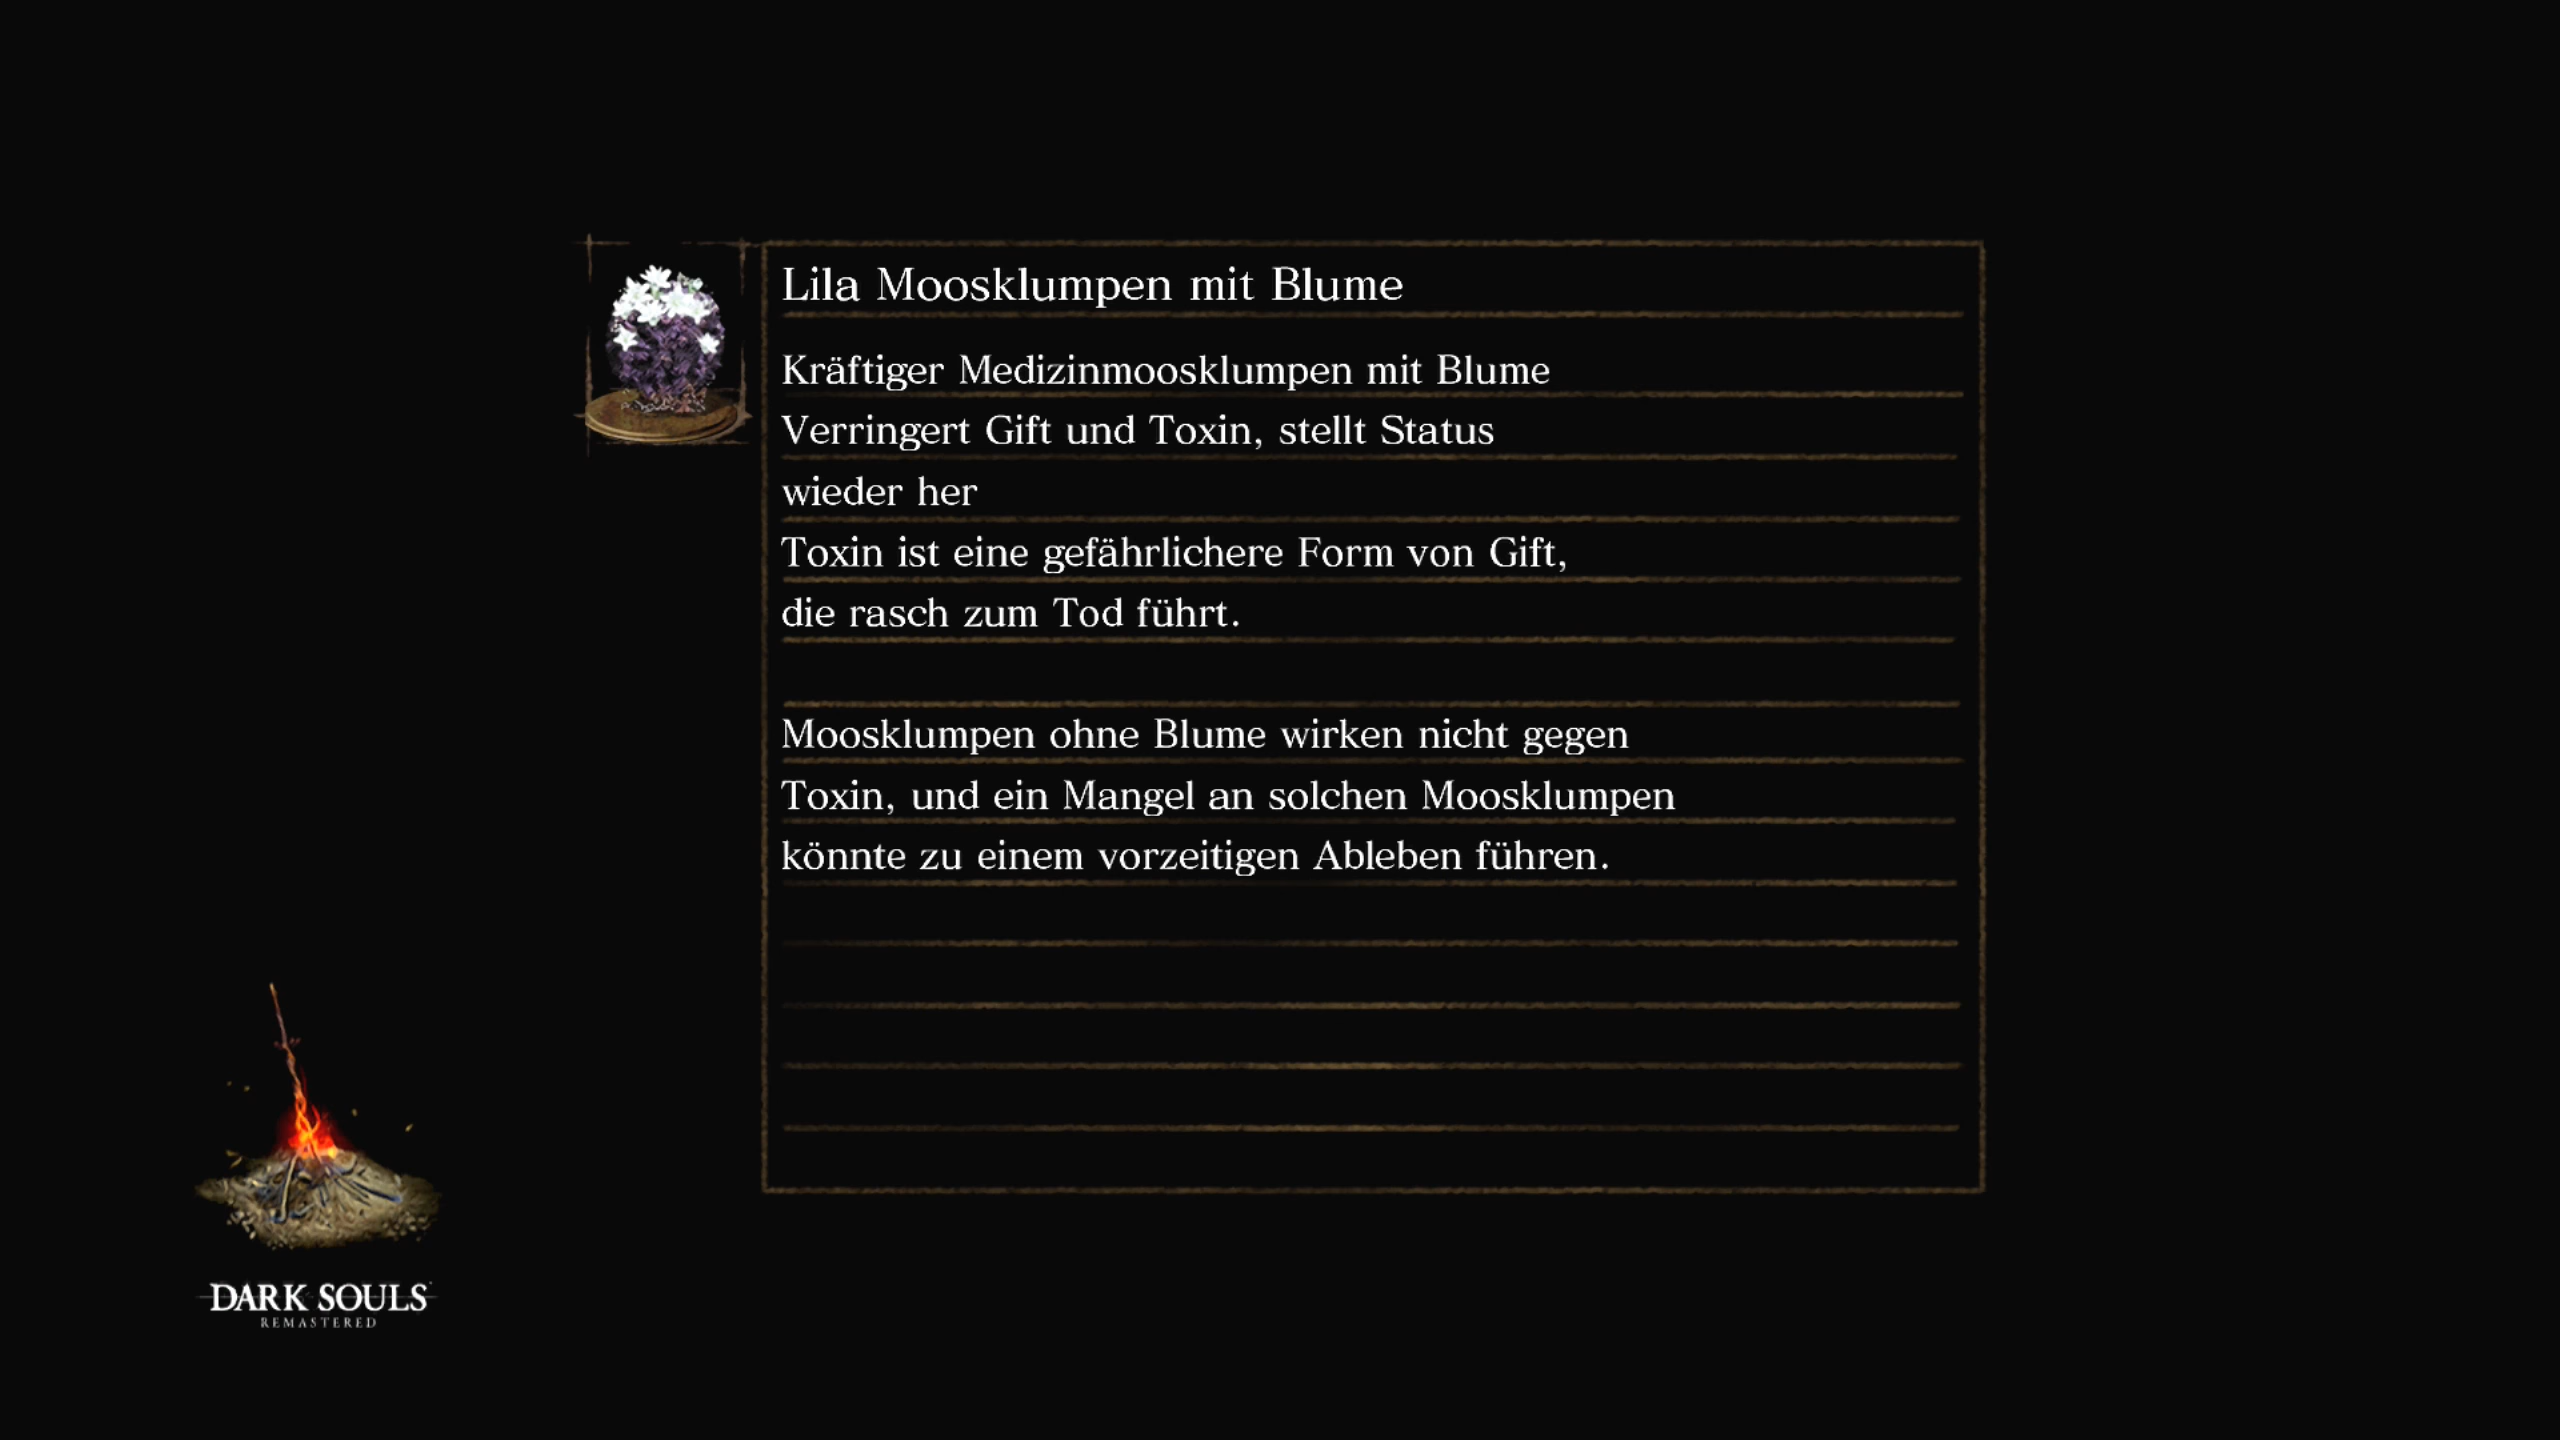 Lila Moosklumpen mit Blume
Kräftiger Medizinmoosklumpen mit Blume
Verringert Gift und Toxin, stellt Status
wieder her
Toxin ist eine gefährlichere Form von Gift,
die rasch zum Tod führt.
Moosklumpen ohne Blume wirken nicht gegen
Toxin, und ein Mangel an solchen Moosklumpen
könnte zu einem vorzeitigen Ableben führen.
DARK SOULS
REMASTERED